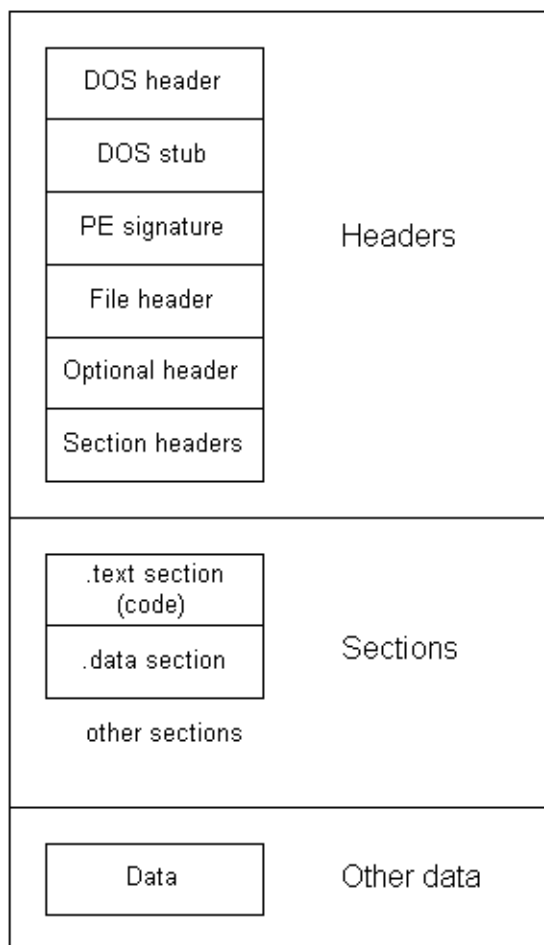 DOS header
DOS stub
PE signature
File header
Optional header
Section headers
Headers
.text section
(code)
.data section
other sections
Sections
Data
Other data